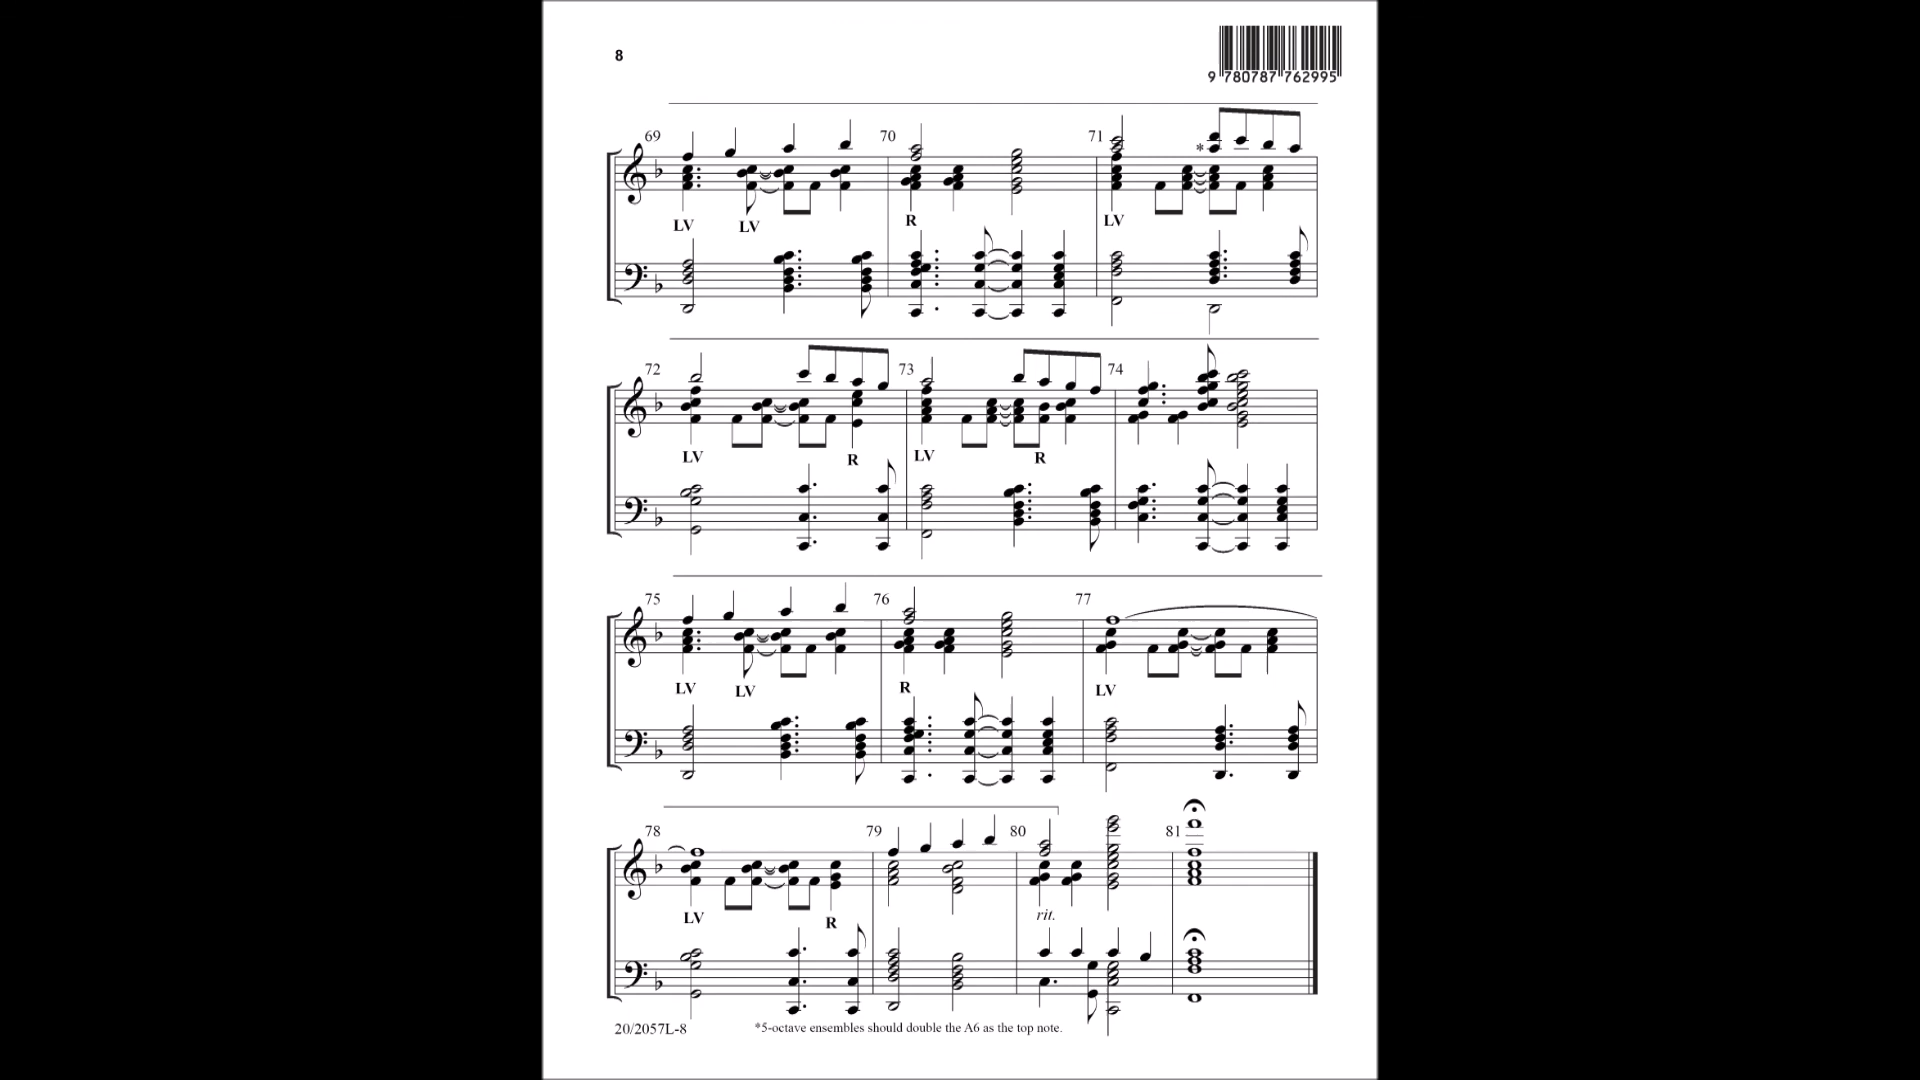 8
9 780787 762995
69 70 71
*
LV LV R LV
72 73 74
LV R LV R
75 76 77
LV LV R LV
78 79 80 81
LV R rit.
20/2057L-8 *5-octave ensembles should double the A6 as the top note.